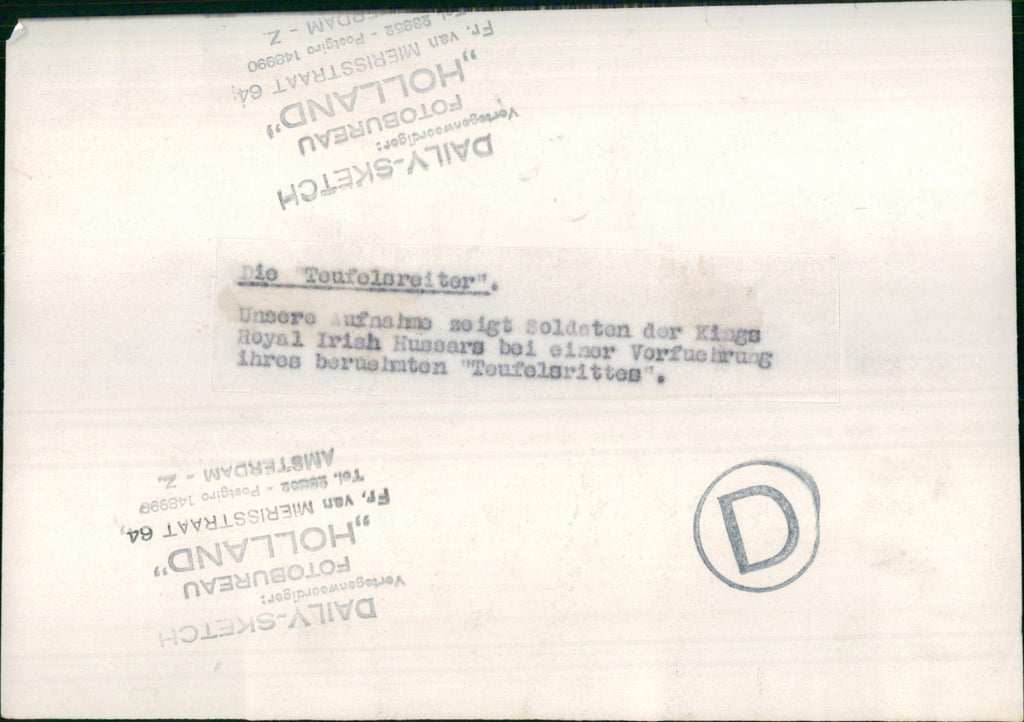 DAILY-SKETCH
Vertegenwoordiger:
FOTOBUREAU
„HOLLAND”
Fr. van MIERISSTRAAT 64,
Tel. 28852 - Postgiro 148990
AMSTERDAM - Z.
Die "Teufelsreiter".
Unsere Aufnahme zeigt Soldaten der Kings
Royal Irish Hussars bei einer Vorfuehrung
ihres beruehmten "Teufelsrittes".
DAILY-SKETCH
Vertegenwoordiger:
FOTOBUREAU
„HOLLAND”
Fr. van MIERISSTRAAT 64,
Tel. 28852 - Postgiro 148990
AMSTERDAM - Z.
D